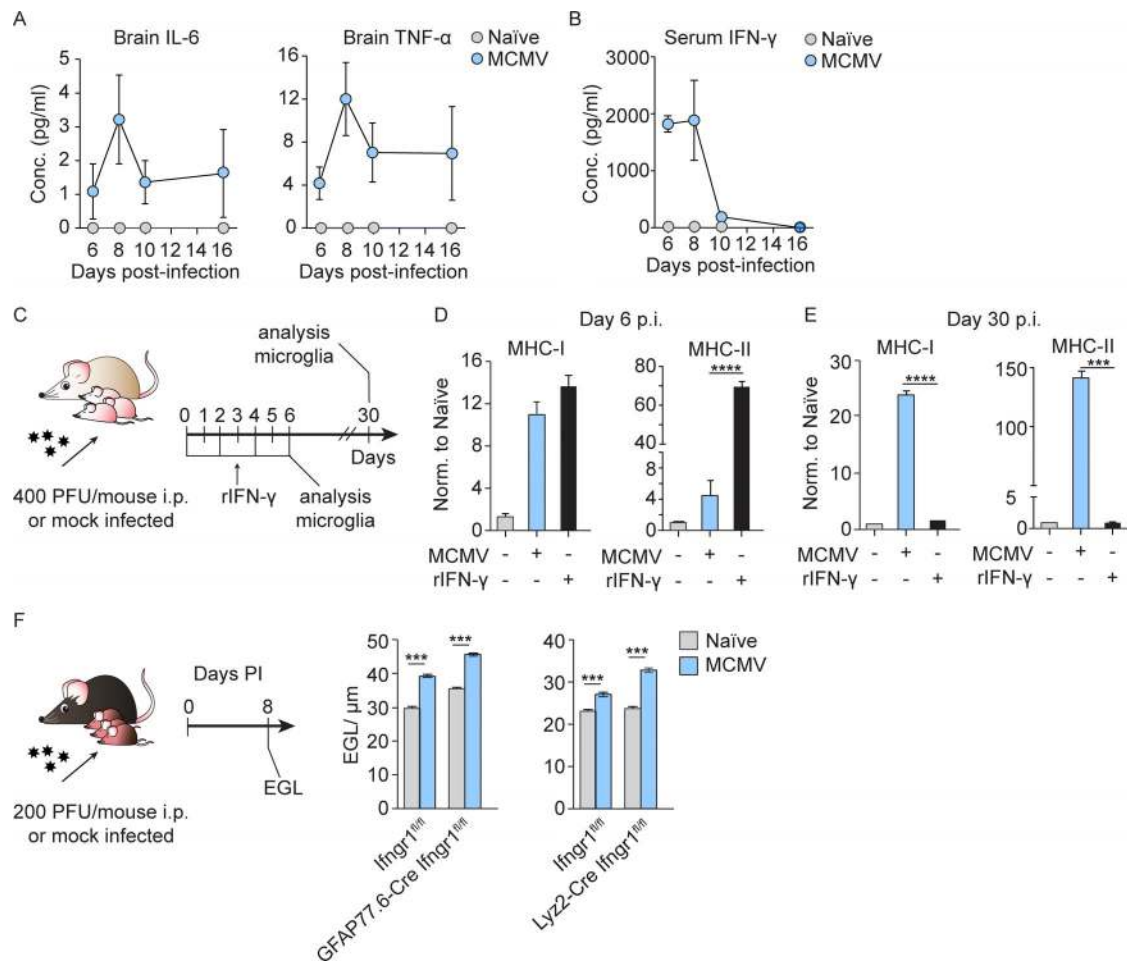 A
Brain IL-6
Brain TNF-α
Naïve
MCMV
Conc. (pg/ml)
5
4
3
2
1
0
16
12
8
4
0
6 8 10 12 14 16
Days post-infection
6 8 10 12 14 16
Days post-infection
B
Serum IFN-γ
Naïve
MCMV
Conc. (pg/ml)
3000
2000
1000
0
6 8 10 12 14 16
Days post-infection
C
analysis
microglia
0 1 2 3 4 5 6 30
Days
400 PFU/mouse i.p.
or mock infected
rIFN-γ
analysis
microglia
D
Day 6 p.i.
MHC-I
MHC-II
Norm. to Naïve
16
12
8
4
0
****
80
70
60
50
40
8
6
4
2
0
MCMV - + - - + -
rIFN-γ - - + - - +
E
Day 30 p.i.
MHC-I
MHC-II
Norm. to Naïve
30
20
10
0
****
***
150
100
5
0
MCMV - + - - + -
rIFN-γ - - + - - +
F
Days PI
0 8
EGL
200 PFU/mouse i.p.
or mock infected
EGL/ μm
50
40
30
20
10
0
*** ***
Ifngr1fl/fl
GFAP77.6-Cre Ifngr1fl/fl
40
30
20
10
0
*** ***
Ifngr1fl/fl
Lyz2-Cre Ifngr1fl/fl
Naïve
MCMV